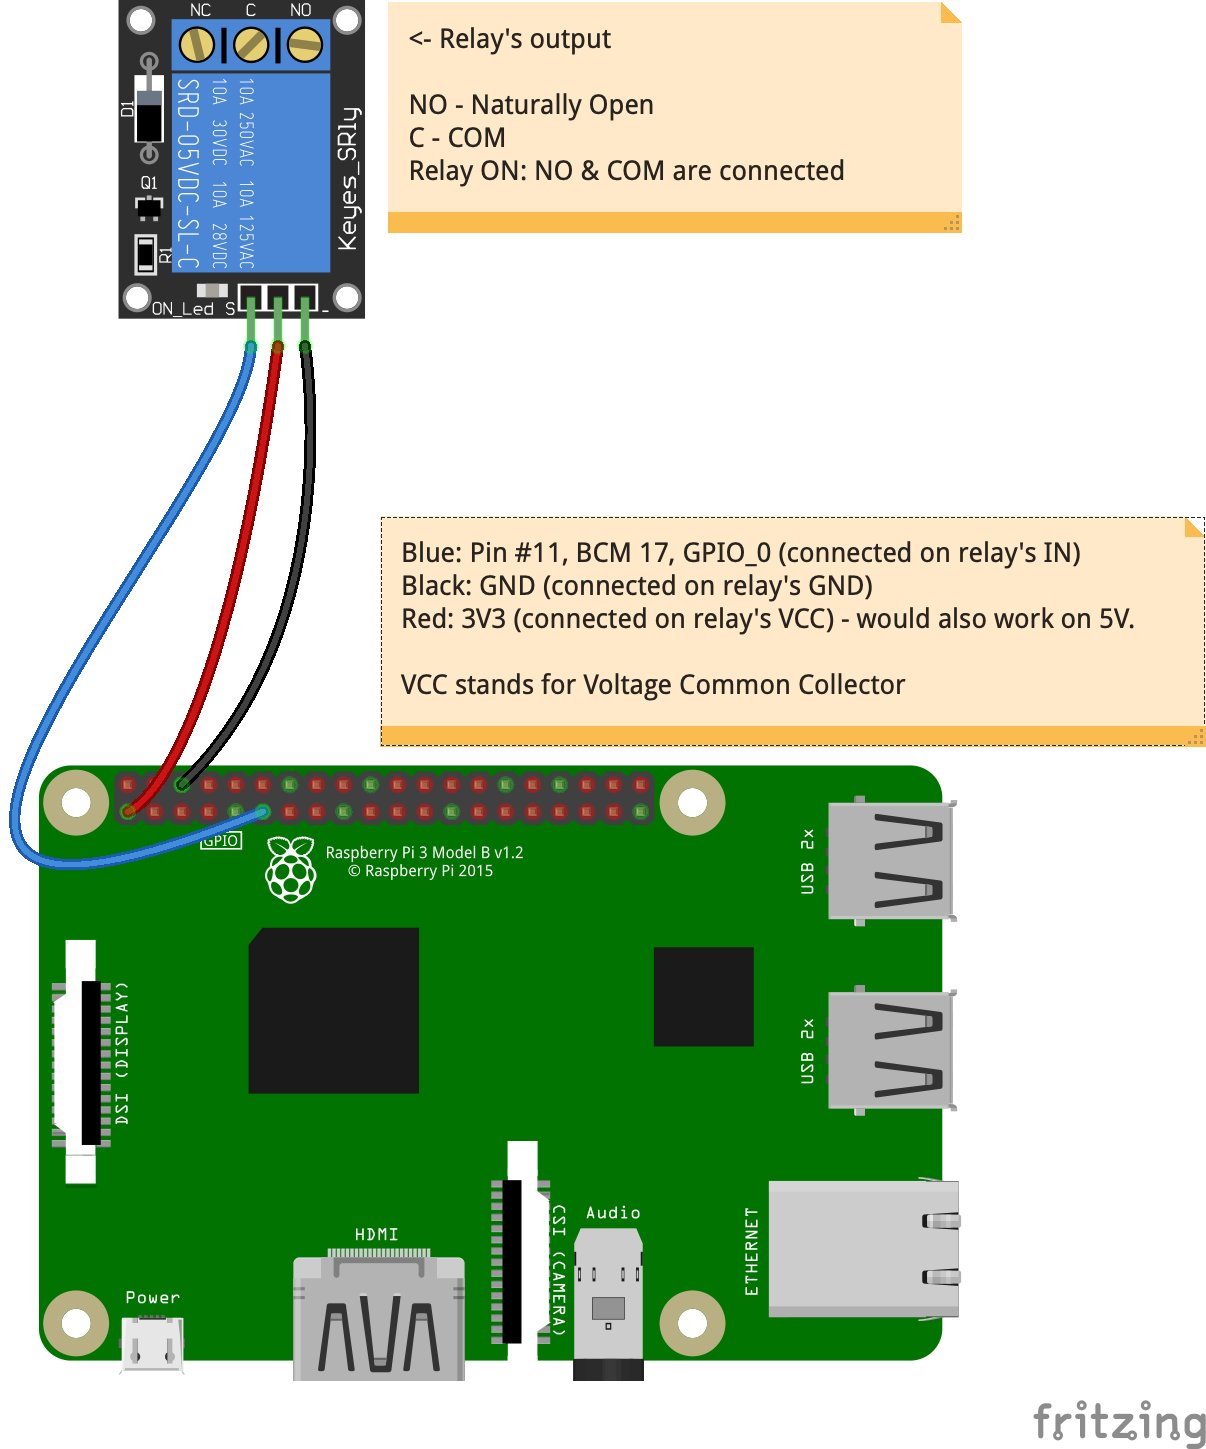 NC C NO
<- Relay's output
NO - Naturally Open
C - COM
Relay ON: NO & COM are connected
D1
Q1
R1
SRD-05VDC-SL-C
10A 30VDC 10A 28VDC
10A 250VAC 10A 125VAC
Keyes_SRly
ON_Led S -
Blue: Pin #11, BCM 17, GPIO_0 (connected on relay's IN)
Black: GND (connected on relay's GND)
Red: 3V3 (connected on relay's VCC) - would also work on 5V.
VCC stands for Voltage Common Collector
GPIO
Raspberry Pi 3 Model B v1.2
© Raspberry Pi 2015
USB 2x
DSI (DISPLAY)
USB 2x
CSI (CAMERA)
Audio
ETHERNET
HDMI
Power
fritzing